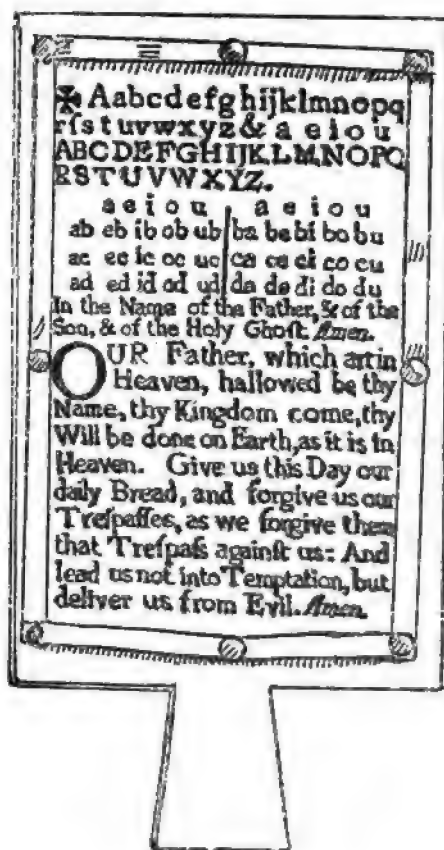 ✠ Aabcdefghijklmnopq
rſstuvwxyz& a e i o u
ABCDEFGHIJKLMNOPQ
RSTUVWXYZ.
a e i o u | a e i o u
ab eb ib ob ub | ba be bi bo bu
ac ec ic oc uc | ca ce ci co cu
ad ed id od ud | da de di do du
In the Name of the Father, & of the
Son, & of the Holy Ghoſt. Amen.
OUR Father, which art in
Heaven, hallowed be thy
Name, thy Kingdom come, thy
Will be done on Earth, as it is in
Heaven. Give us this Day our
daily Bread, and forgive us our
Treſpaſſes, as we forgive them
that Treſpaſs againſt us: And
lead us not into Temptation, but
deliver us from Evil. Amen.